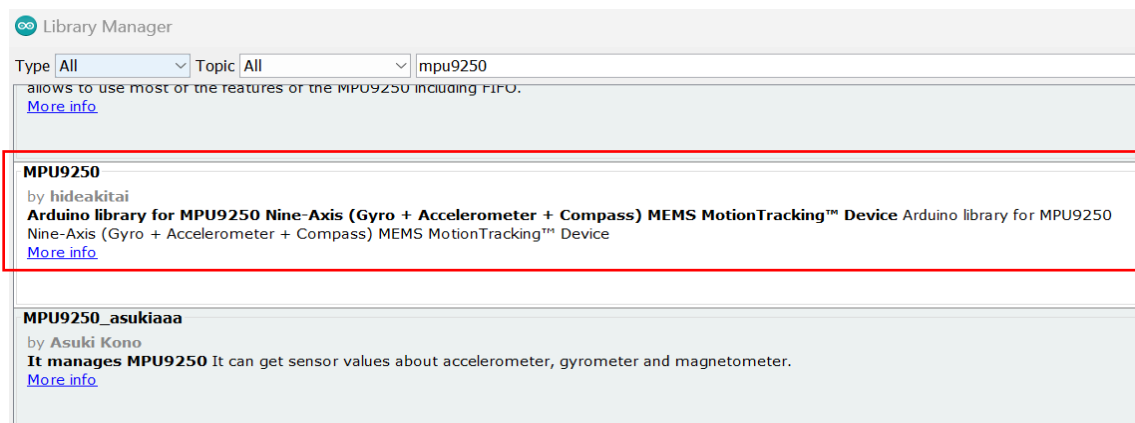 Library Manager
Type All Topic All mpu9250
allows to use most of the features of the MPU9250 including FIFO.
More info
MPU9250
by hideakitai
Arduino library for MPU9250 Nine-Axis (Gyro + Accelerometer + Compass) MEMS MotionTracking™ Device Arduino library for MPU9250
Nine-Axis (Gyro + Accelerometer + Compass) MEMS MotionTracking™ Device
More info
MPU9250_asukiaaa
by Asuki Kono
It manages MPU9250 It can get sensor values about accelerometer, gyrometer and magnetometer.
More info